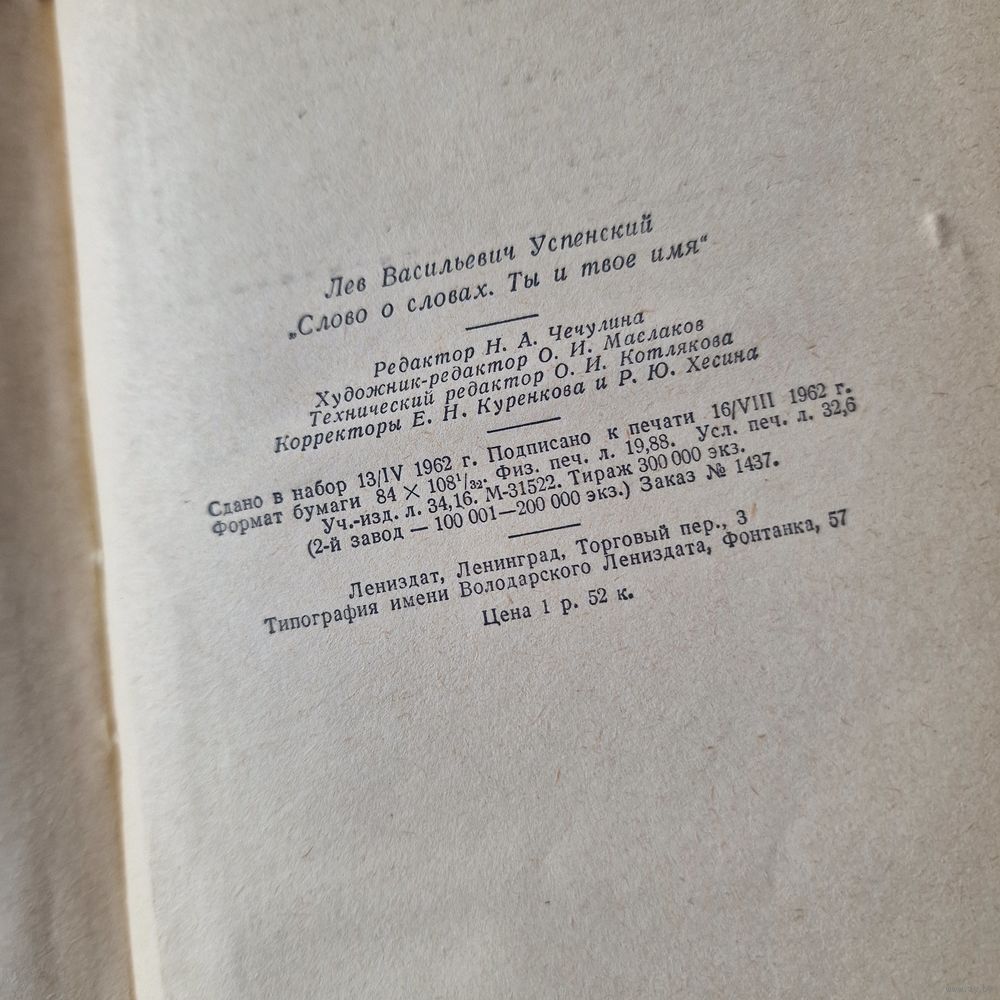 Лев Васильевич Успенский
„Слово о словах. Ты и твое имя“
Редактор Н. А. Чечулина
Художник-редактор О. И. Маслаков
Технический редактор О. И. Котлякова
Корректоры Е. Н. Куренкова и Р. Ю. Хесина
Сдано в набор 13/IV 1962 г. Подписано к печати 16/VIII 1962 г.
Формат бумаги 84 × 108¹/₃₂. Физ. печ. л. 19,88. Усл. печ. л. 32,6
Уч.-изд. л. 34,16. М-31522. Тираж 300 000 экз.
(2-й завод — 100 001—200 000 экз.) Заказ № 1437.
Лениздат, Ленинград, Торговый пер., 3
Типография имени Володарского Лениздата, Фонтанка, 57
Цена 1 р. 52 к.